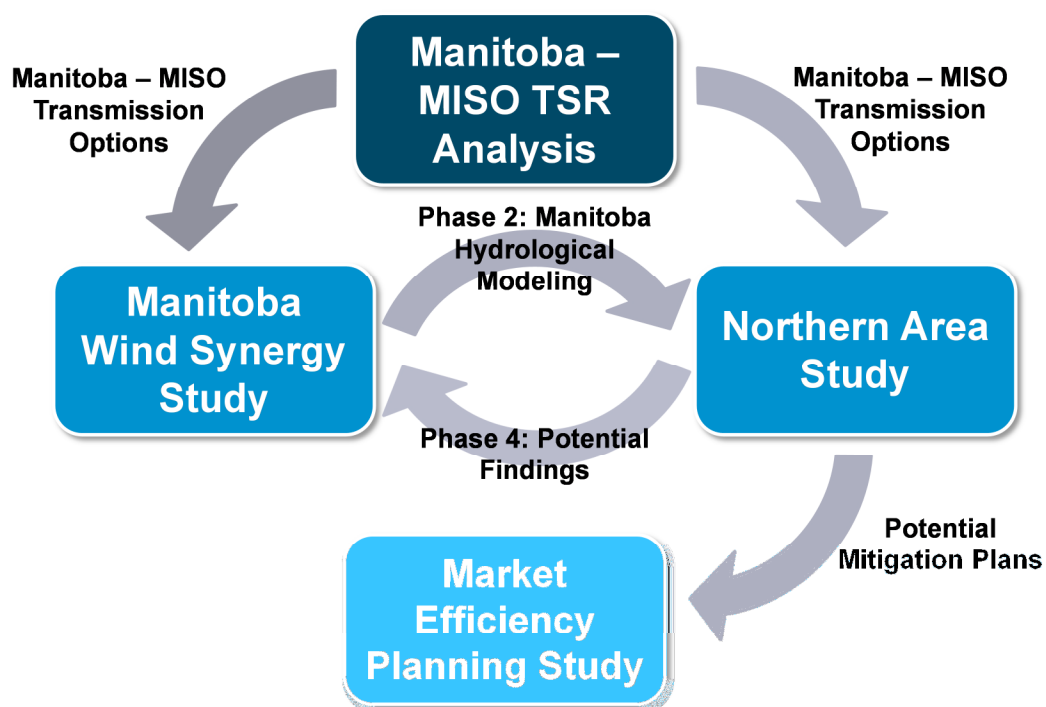 Manitoba –
MISO TSR
Analysis
Manitoba – MISO
Transmission
Options
Manitoba – MISO
Transmission
Options
Phase 2: Manitoba
Hydrological
Modeling
Manitoba
Wind Synergy
Study
Northern Area
Study
Phase 4: Potential
Findings
Potential
Mitigation Plans
Market
Efficiency
Planning Study